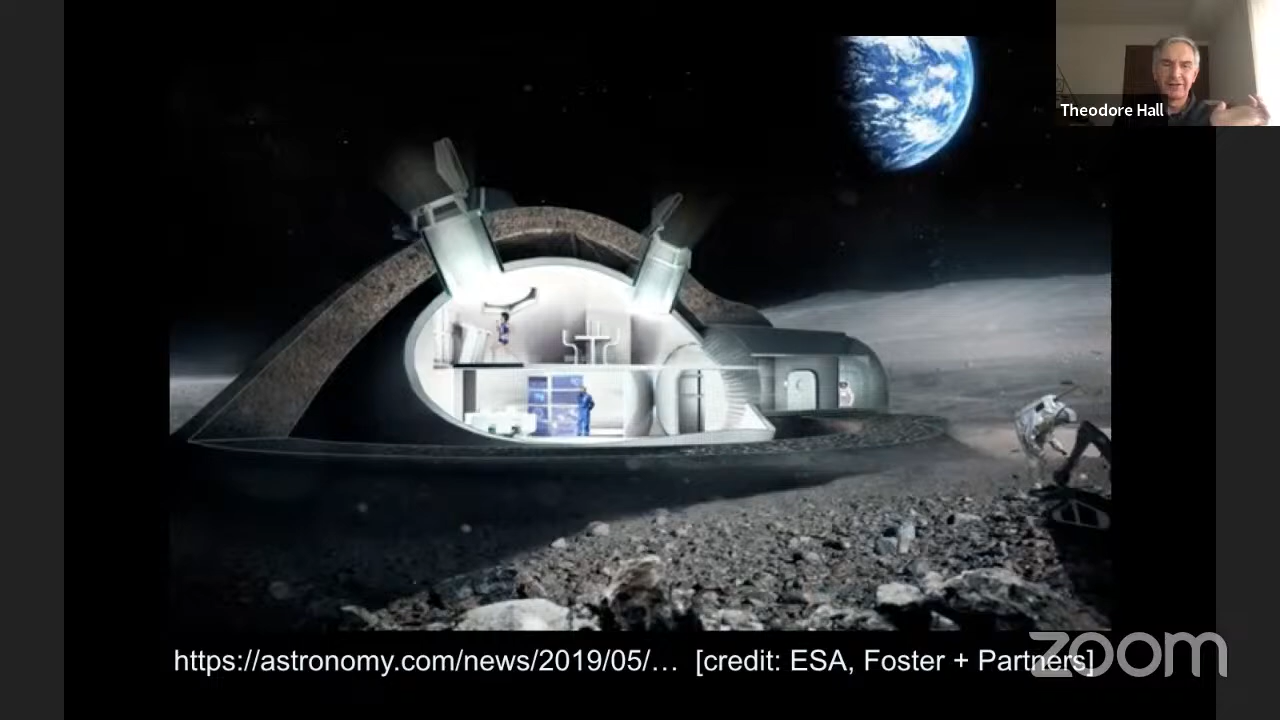 Theodore Hall
https://astronomy.com/news/2019/05/… [credit: ESA, Foster + Partners]
zoom